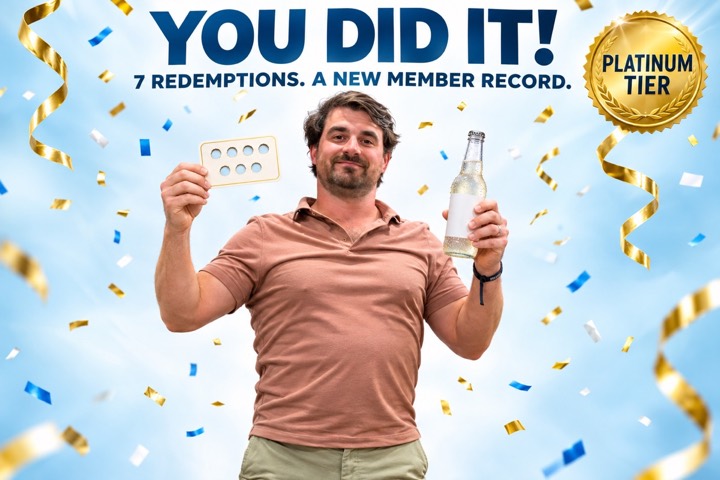 YOU DID IT!
7 REDEMPTIONS. A NEW MEMBER RECORD.
PLATINUM
TIER